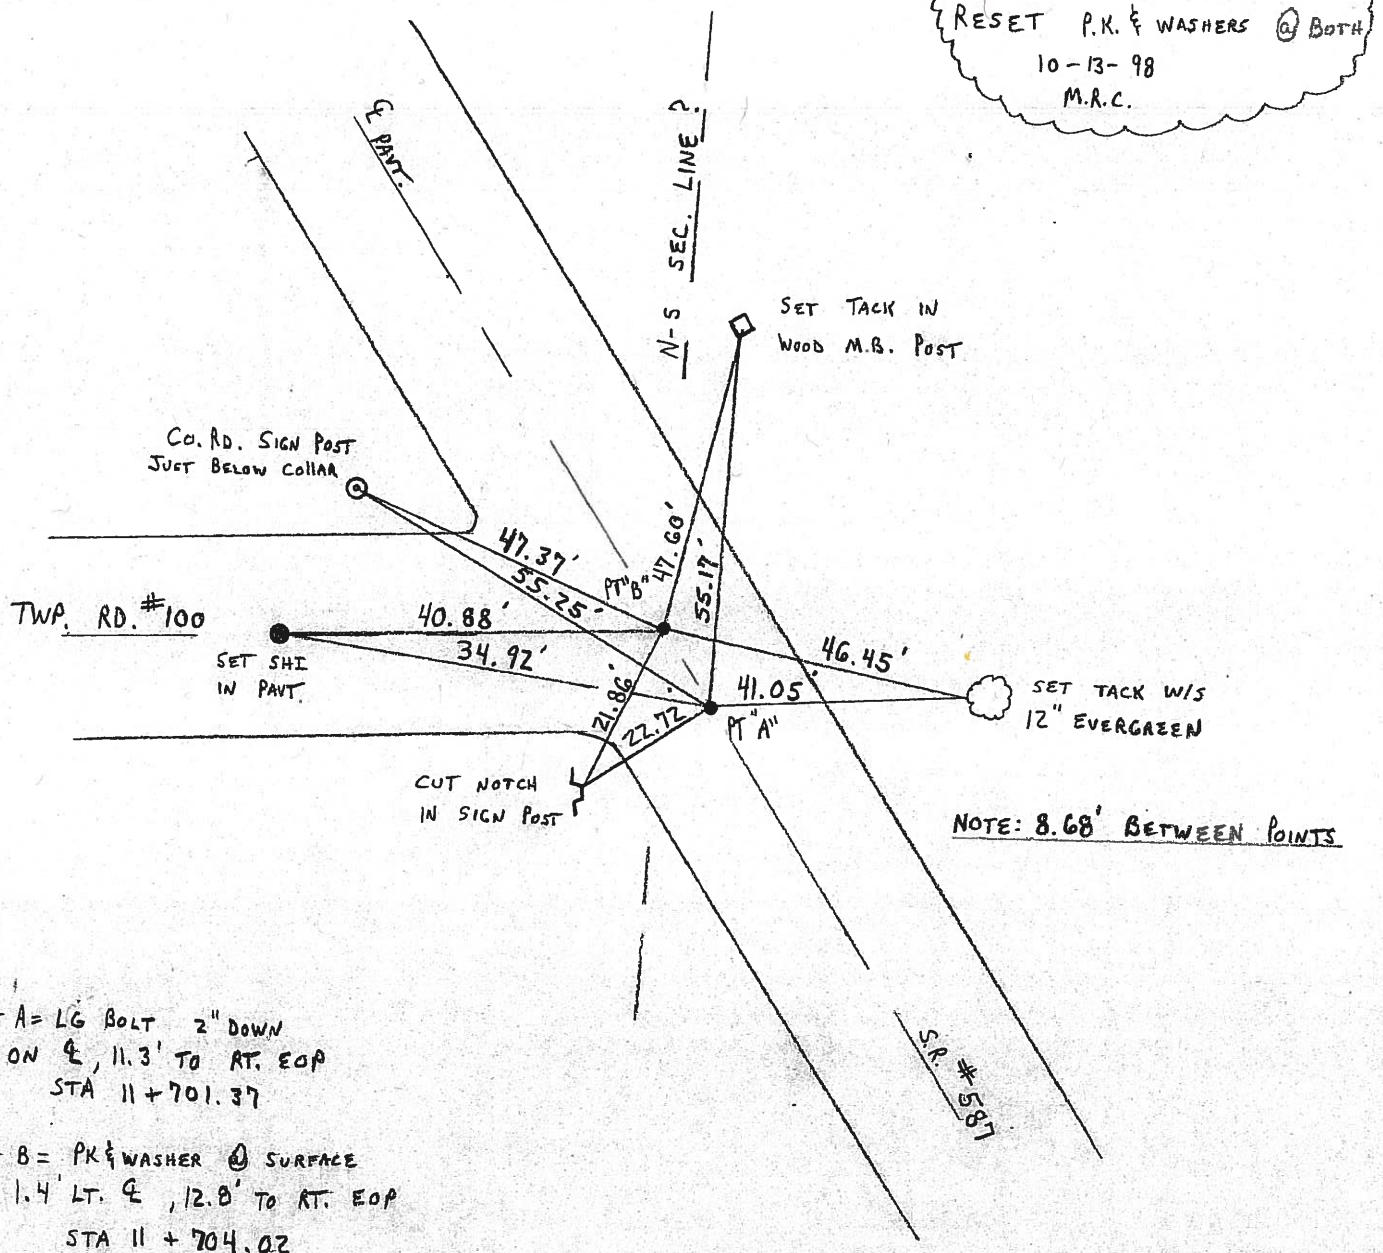 RESET P.K. & WASHERS @ BOTH
10-13-98
M.R.C.
℄ PAVT.
N-S SEC. LINE ?
SET TACK IN
WOOD M.B. POST
CO. RD. SIGN POST
JUST BELOW COLLAR
47.37'
55.25'
PT "B"
47.60'
55.17'
TWP. RD. #100
40.88'
34.92'
46.45'
SET SHI
IN PAVT.
21.86'
22.72'
41.05'
PT "A"
SET TACK W/S
12" EVERGREEN
CUT NOTCH
IN SIGN POST
NOTE: 8.68' BETWEEN POINTS
A = LG BOLT 2" DOWN
ON ℄, 11.3' TO RT. EOP
STA 11 + 701.37
S.R. #587
B = PK & WASHER @ SURFACE
1.4' LT. ℄, 12.8' TO RT. EOP
STA 11 + 704.02